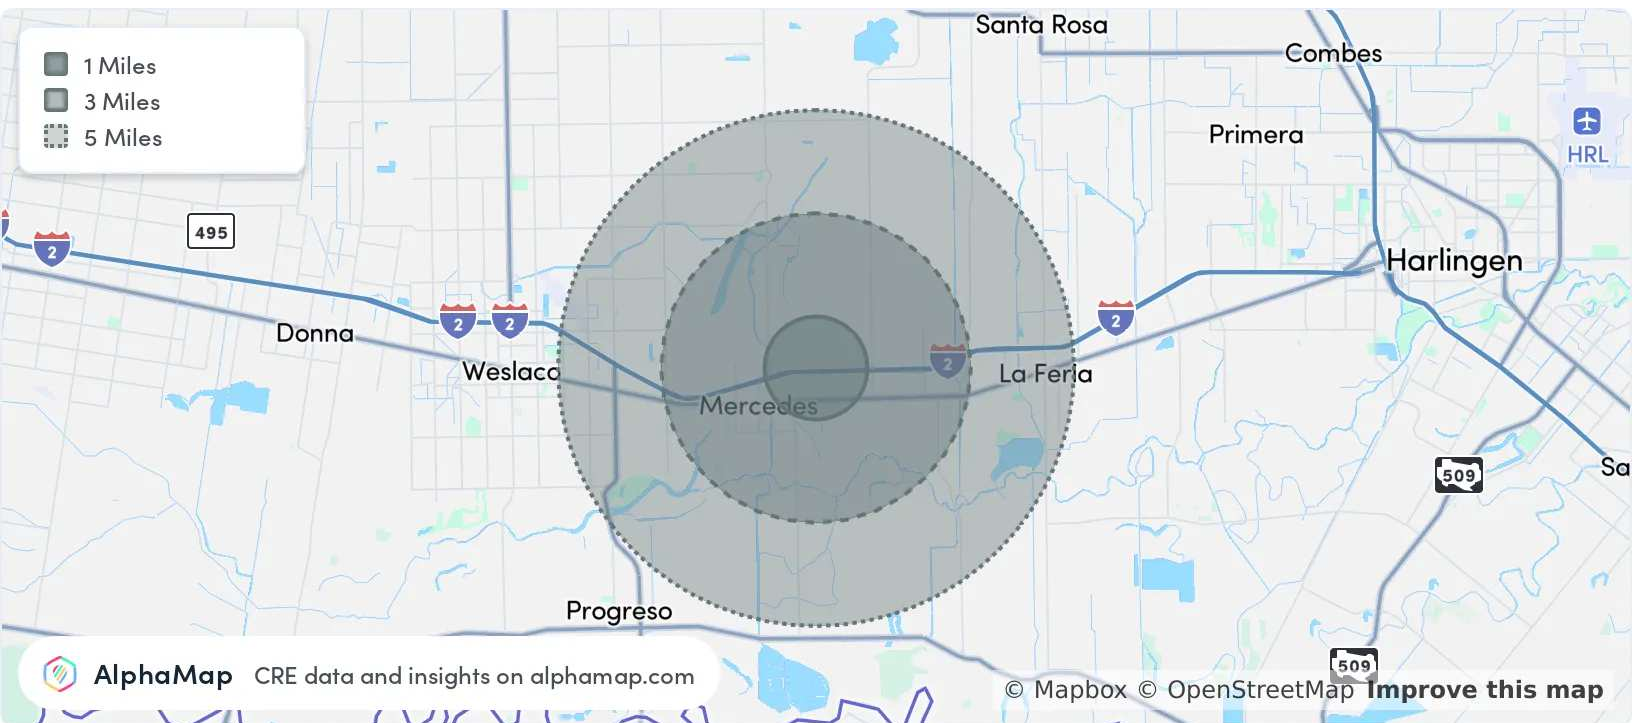 Santa Rosa
Combes
1 Miles
3 Miles
5 Miles
Primera
HRL
495
2
Harlingen
2
2
2
Donna
2
Weslaco
La Feria
Mercedes
Sa
509
Progreso
509
AlphaMap CRE data and insights on alphamap.com
© Mapbox © OpenStreetMap Improve this map